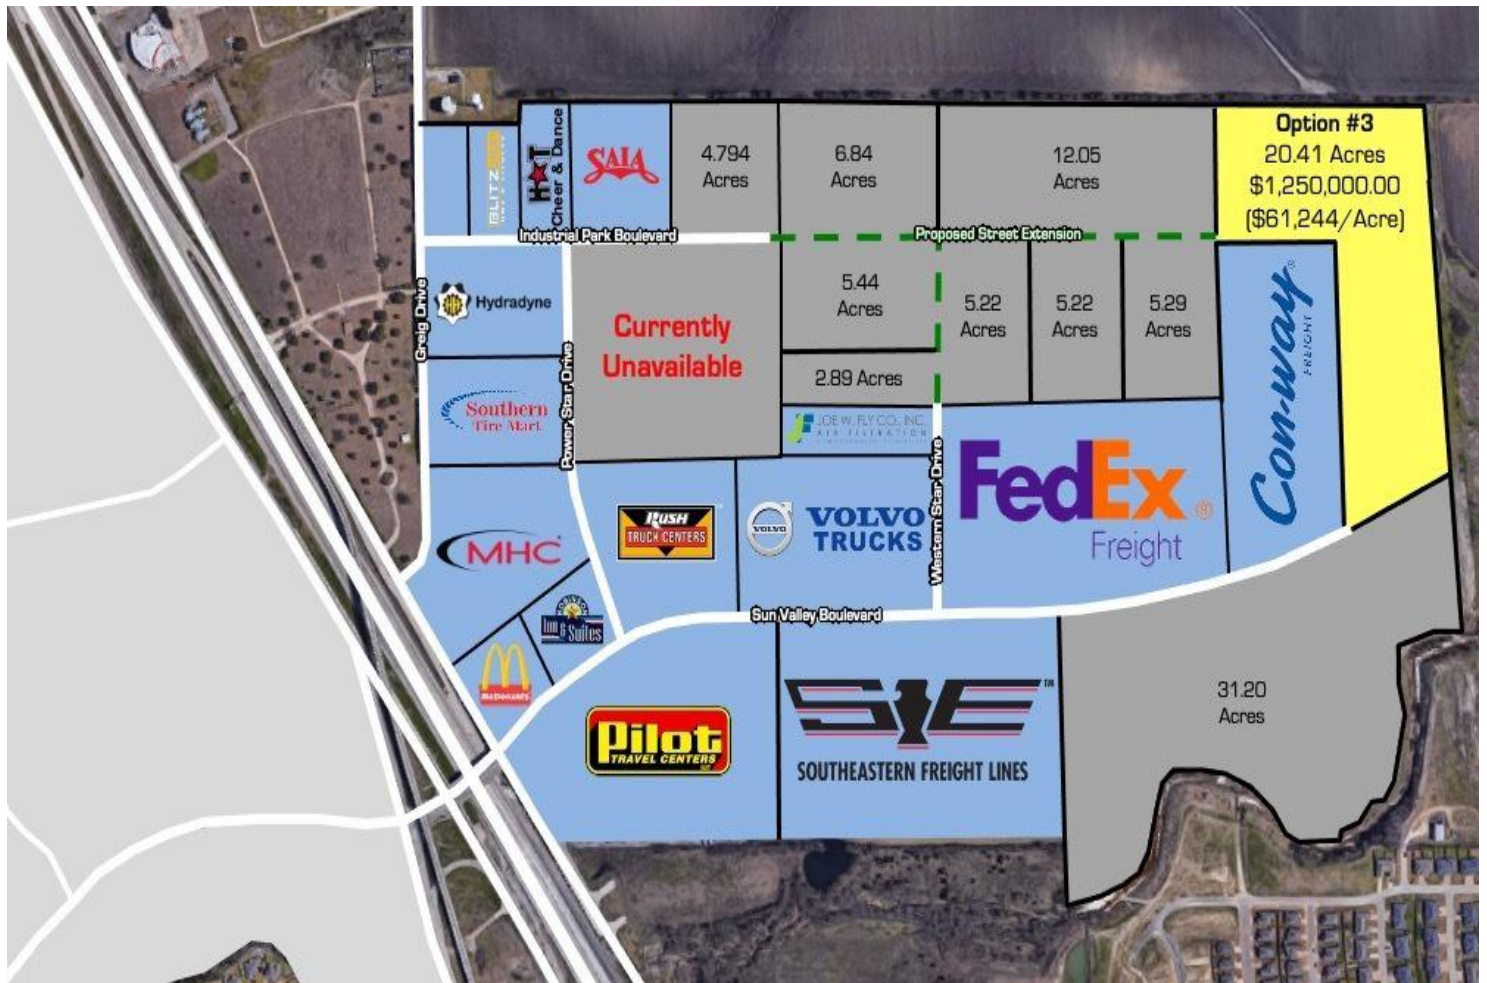 Option #3
20.41 Acres
$1,250,000.00
($61,244/Acre)
BLITZ
HOT
Cheer & Dance
SAIA
4.794
Acres
6.84
Acres
12.05
Acres
Industrial Park Boulevard
Proposed Street Extension
Greig Drive
Hydradyne
Currently
Unavailable
5.44
Acres
5.22
Acres
5.22
Acres
5.29
Acres
Con-way
FREIGHT
Power Star Drive
2.89 Acres
Southern
Tire Mart
JOE W. FLY CO., INC.
AIR FILTRATION
Western Star Drive
FedEx
Freight
MHC
RUSH
TRUCK CENTERS
VOLVO
VOLVO
TRUCKS
Sun Valley Boulevard
Inn & Suites
McDonald's
Pilot
TRAVEL CENTERS
SE
SOUTHEASTERN FREIGHT LINES
31.20
Acres